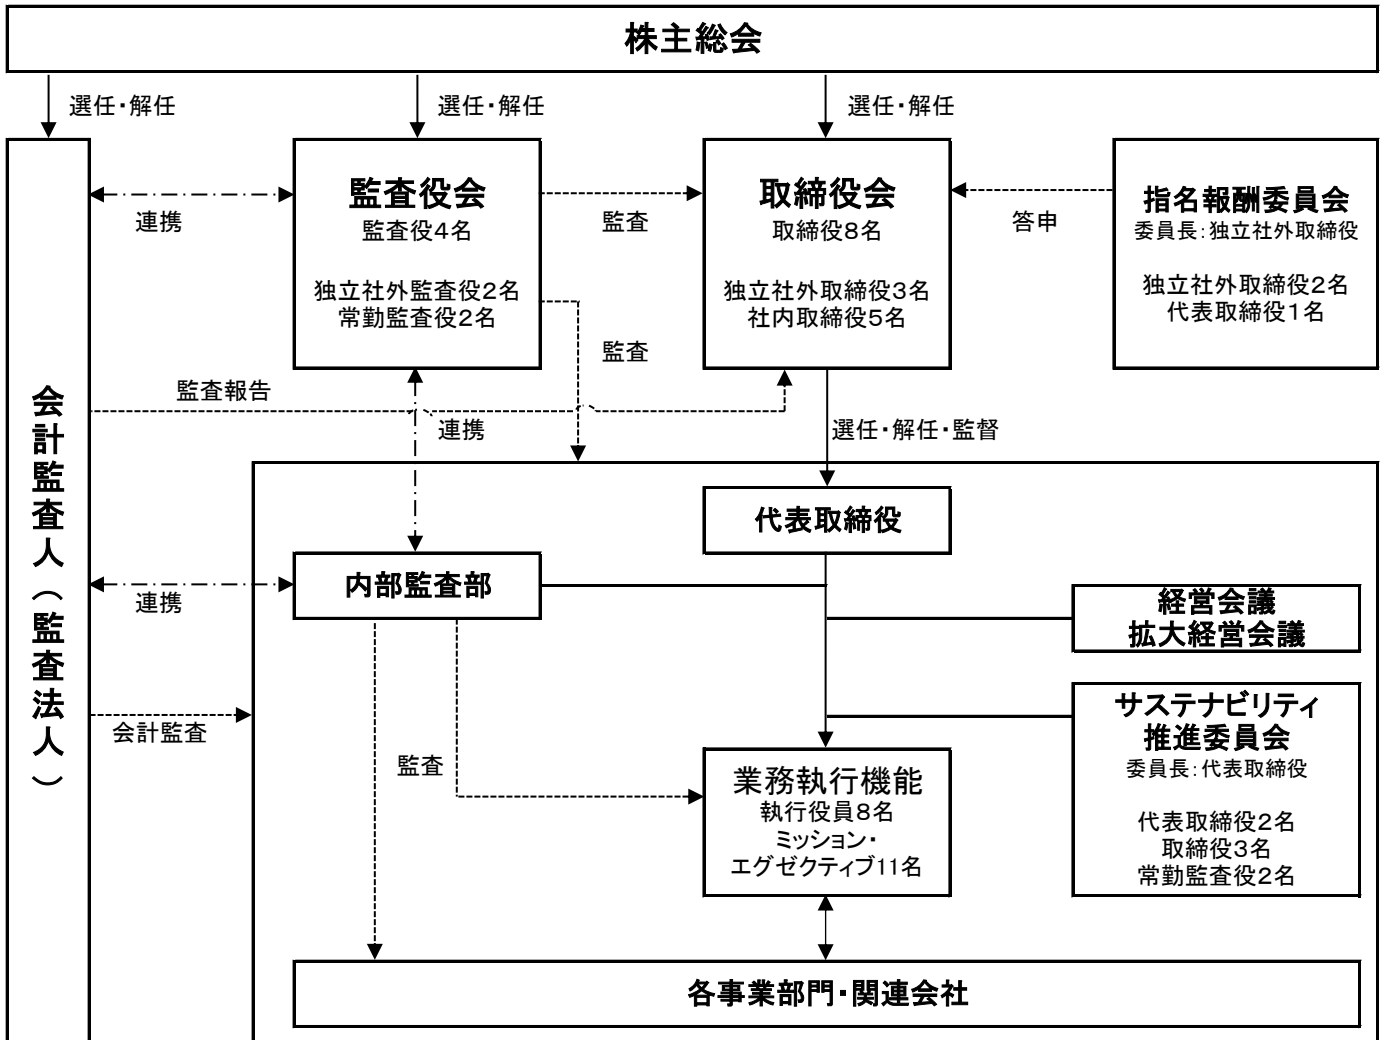 株主総会
選任・解任
選任・解任
選任・解任
会計監査人（監査法人）
監査役会
監査役4名
独立社外監査役2名
常勤監査役2名
取締役会
取締役8名
独立社外取締役3名
社内取締役5名
指名報酬委員会
委員長:独立社外取締役
独立社外取締役2名
代表取締役1名
連携
監査
答申
監査
監査報告
連携
選任・解任・監督
代表取締役
内部監査部
連携
経営会議
拡大経営会議
会計監査
監査
サステナビリティ
推進委員会
委員長:代表取締役
代表取締役2名
取締役3名
常勤監査役2名
業務執行機能
執行役員8名
ミッション・
エグゼクティブ11名
各事業部門・関連会社